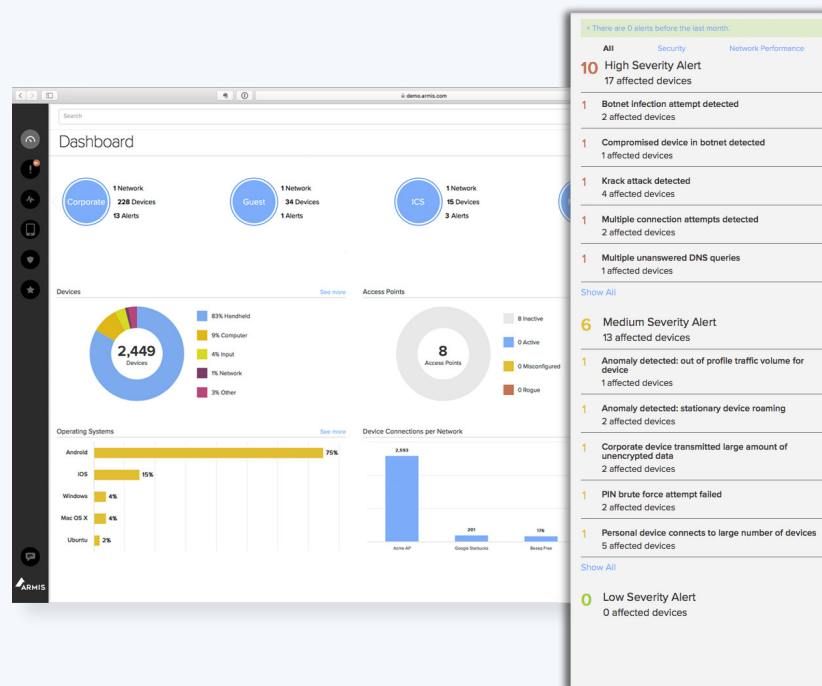 demo.armis.com
Search
Dashboard
Corporate
1 Network
228 Devices
13 Alerts
Guest
1 Network
34 Devices
1 Alerts
ICS
1 Network
15 Devices
3 Alerts
Devices
See more
2,449
Devices
83% Handheld
9% Computer
4% Input
1% Network
3% Other
Access Points
8
Access Points
8 Inactive
0 Active
0 Misconfigured
0 Rogue
Operating Systems
See more
Android 75%
IOS 15%
Windows 4%
Mac OS X 4%
Ubuntu 2%
Device Connections per Network
2,593
201
176
Acme AP
Google Starbucks
Bezeq Free
ARMIS
+ There are 0 alerts before the last month.
All Security Network Performance
10 High Severity Alert
17 affected devices
1 Botnet infection attempt detected
2 affected devices
1 Compromised device in botnet detected
1 affected devices
1 Krack attack detected
4 affected devices
1 Multiple connection attempts detected
2 affected devices
1 Multiple unanswered DNS queries
1 affected devices
Show All
6 Medium Severity Alert
13 affected devices
1 Anomaly detected: out of profile traffic volume for
device
1 affected devices
1 Anomaly detected: stationary device roaming
2 affected devices
1 Corporate device transmitted large amount of
unencrypted data
2 affected devices
1 PIN brute force attempt failed
2 affected devices
1 Personal device connects to large number of devices
5 affected devices
Show All
0 Low Severity Alert
0 affected devices